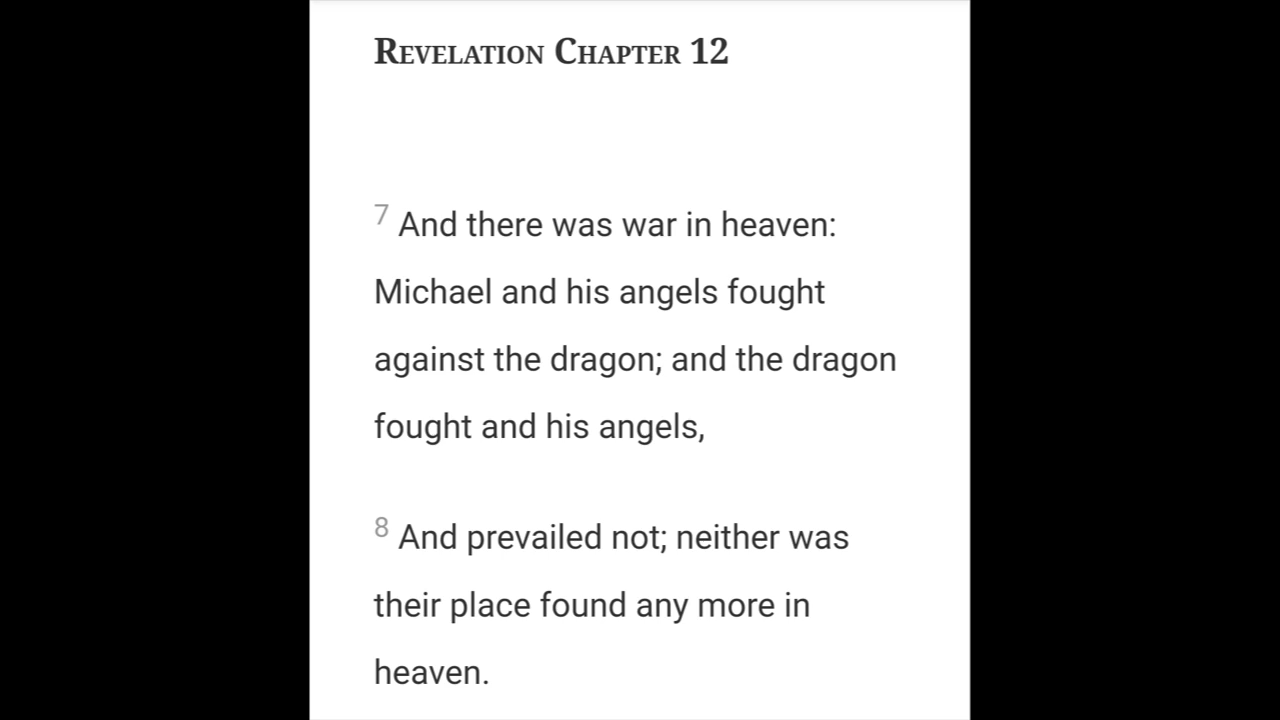 Revelation Chapter 12
7 And there was war in heaven:
Michael and his angels fought
against the dragon; and the dragon
fought and his angels,
8 And prevailed not; neither was
their place found any more in
heaven.